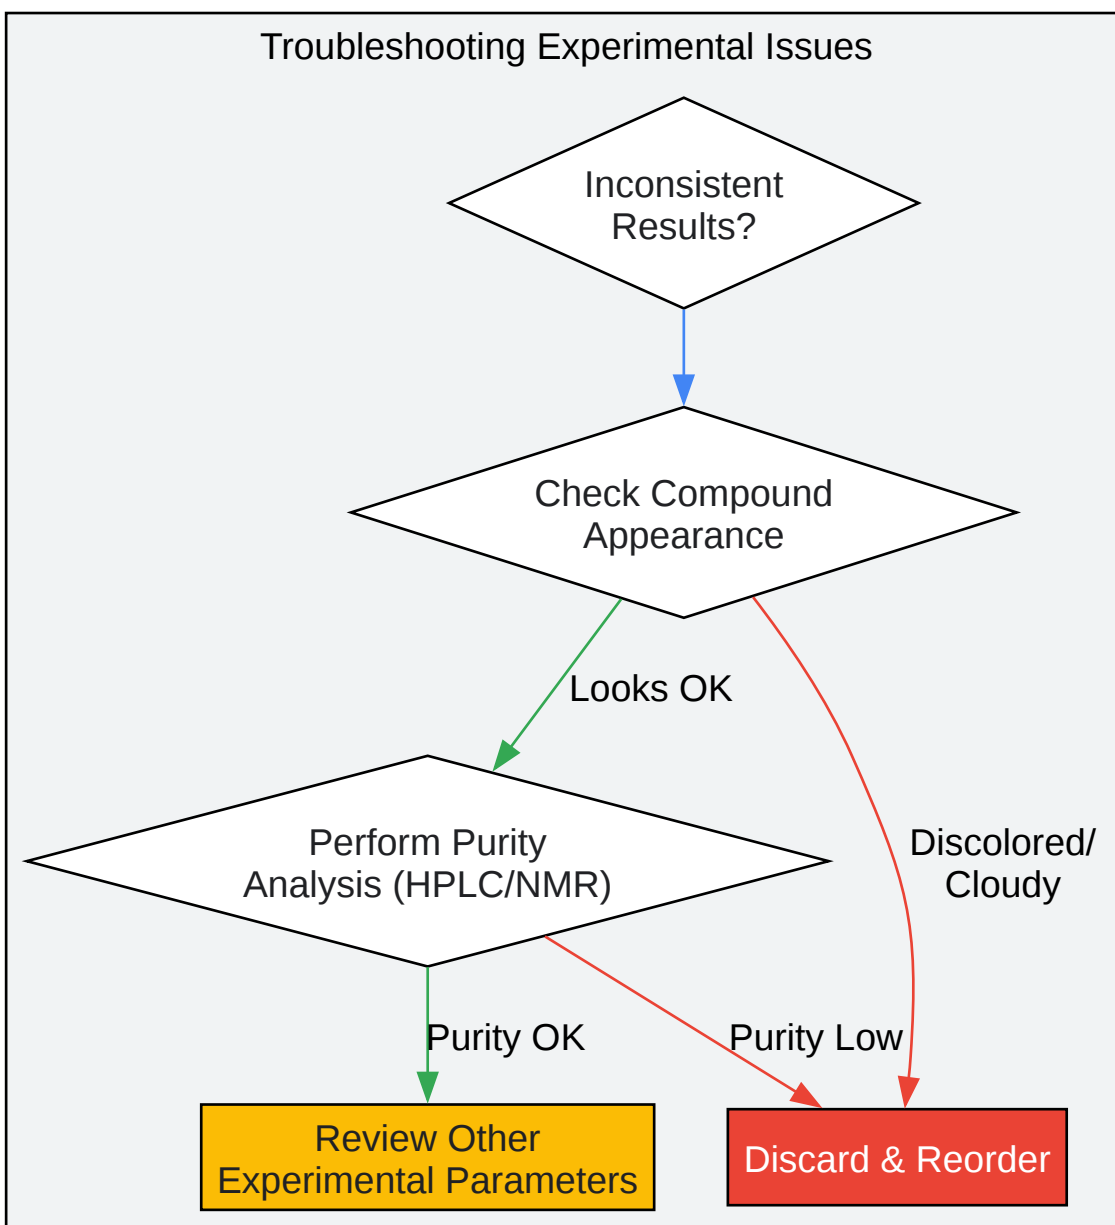 Troubleshooting Experimental Issues
Inconsistent
Results?
Check Compound
Appearance
Looks OK
Perform Purity
Analysis (HPLC/NMR)
Discolored/
Cloudy
Purity OK
Purity Low
Review Other
Experimental Parameters
Discard & Reorder